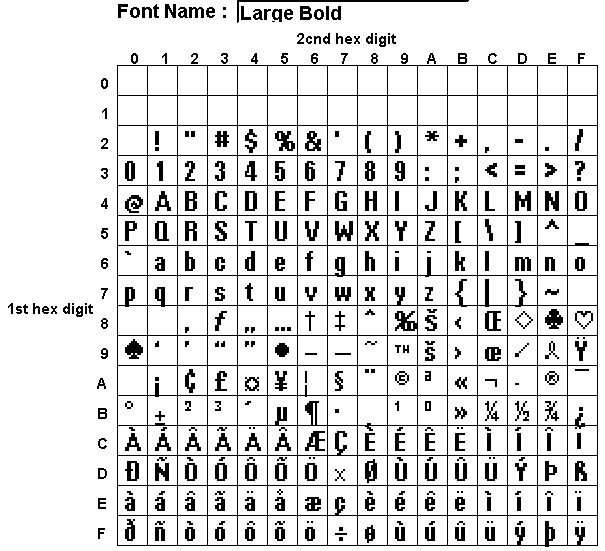 Font Name : Large Bold
2cnd hex digit
0 1 2 3 4 5 6 7 8 9 A B C D E F
0
1
2 ! " # $ % & ' ( ) * + , - . /
3 0 1 2 3 4 5 6 7 8 9 : ; < = > ?
4 @ A B C D E F G H I J K L M N O
5 P Q R S T U V W X Y Z [ \ ] ^ _
6 ` a b c d e f g h i j k l m n o
1st hex digit
7 p q r s t u v w x y z { | } ~
8 ‚ ƒ „ … † ‡ ˆ ‰ Š ‹ Œ ♢ ♣ ♡
9 ♠ ‘ ’ “ ” ● – — ˜ ™ š › œ Ÿ
A ¡ ¢ £ ¤ ¥ ¦ § ¨ © ª « ¬ - ® ¯
B ° ± ² ³ ´ µ ¶ · ¹ º » ¼ ½ ¾ ¿
C À Á Â Ã Ä Å Æ Ç È É Ê Ë Ì Í Î Ï
D Ð Ñ Ò Ó Ô Õ Ö × Ø Ù Ú Û Ü Ý Þ ß
E à á â ã ä å æ ç è é ê ë ì í î ï
F ð ñ ò ó ô õ ö ÷ ø ù ú û ü ý þ ÿ